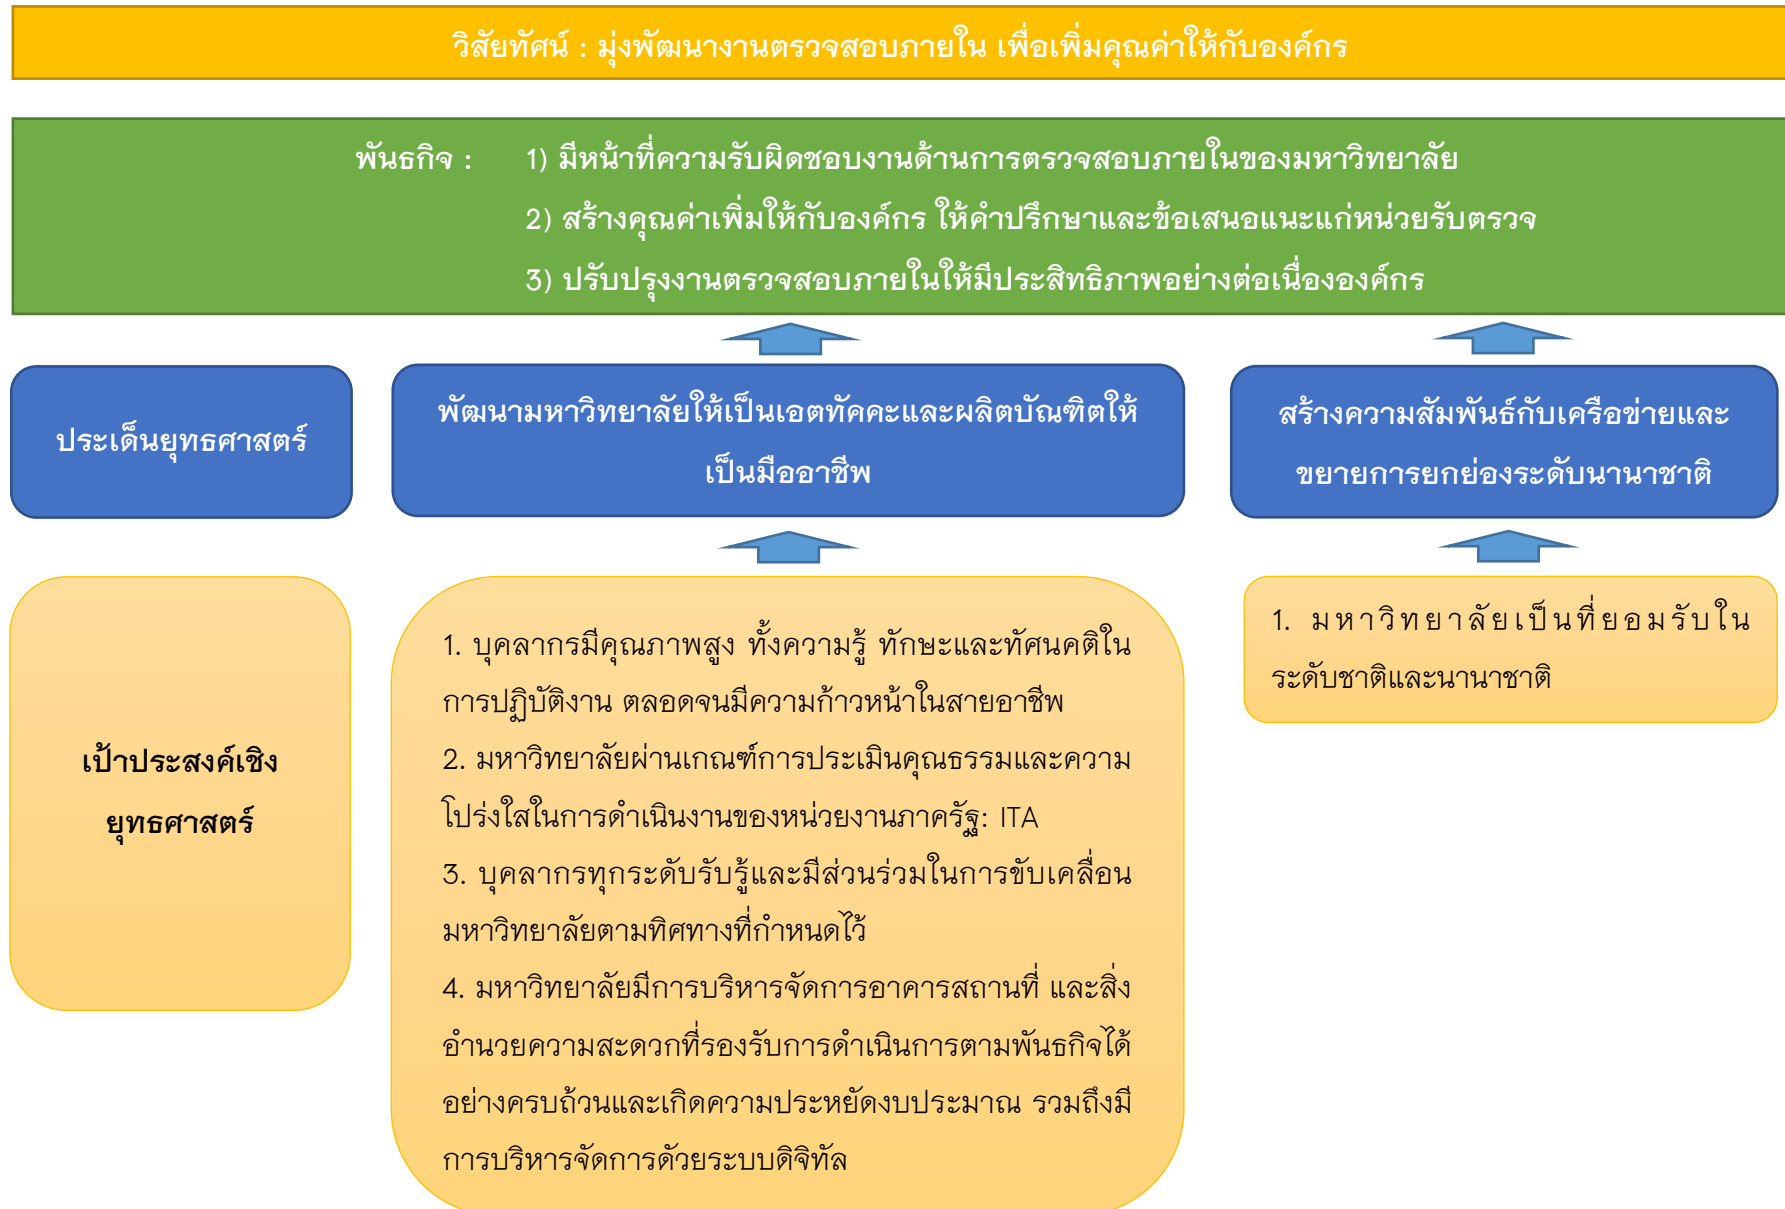 วิสัยทัศน์ : มุ่งพัฒนางานตรวจสอบภายใน เพื่อเพิ่มคุณค่าให้กับองค์กร
พันธกิจ : 1) มีหน้าที่ความรับผิดชอบงานด้านการตรวจสอบภายในของมหาวิทยาลัย
2) สร้างคุณค่าเพิ่มให้กับองค์กร ให้คำปรึกษาและข้อเสนอแนะแก่หน่วยรับตรวจ
3) ปรับปรุงงานตรวจสอบภายในให้มีประสิทธิภาพอย่างต่อเนื่ององค์กร
ประเด็นยุทธศาสตร์
พัฒนามหาวิทยาลัยให้เป็นเอตทัคคะและผลิตบัณฑิตให้
เป็นมืออาชีพ
สร้างความสัมพันธ์กับเครือข่ายและ
ขยายการยกย่องระดับนานาชาติ
เป้าประสงค์เชิง
ยุทธศาสตร์
1. บุคลากรมีคุณภาพสูง ทั้งความรู้ ทักษะและทัศนคติใน
การปฏิบัติงาน ตลอดจนมีความก้าวหน้าในสายอาชีพ
2. มหาวิทยาลัยผ่านเกณฑ์การประเมินคุณธรรมและความ
โปร่งใสในการดำเนินงานของหน่วยงานภาครัฐ: ITA
3. บุคลากรทุกระดับรับรู้และมีส่วนร่วมในการขับเคลื่อน
มหาวิทยาลัยตามทิศทางที่กำหนดไว้
4. มหาวิทยาลัยมีการบริหารจัดการอาคารสถานที่ และสิ่ง
อำนวยความสะดวกที่รองรับการดำเนินการตามพันธกิจได้
อย่างครบถ้วนและเกิดความประหยัดงบประมาณ รวมถึงมี
การบริหารจัดการด้วยระบบดิจิทัล
1. มหาวิทยาลัยเป็นที่ยอมรับใน
ระดับชาติและนานาชาติ